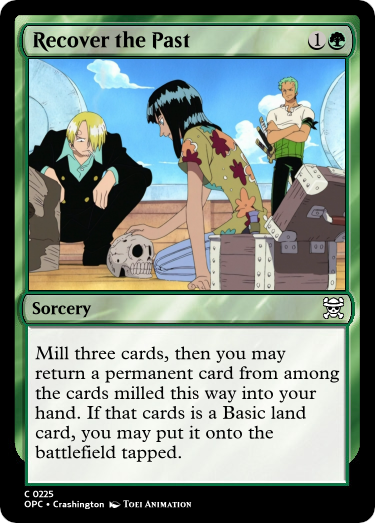 Recover the Past 1
Sorcery
Mill three cards, then you may
return a permanent card from among
the cards milled this way into your
hand. If that cards is a Basic land
card, you may put it onto the
battlefield tapped.
C 0225
OPC • Crashington TOEI ANIMATION